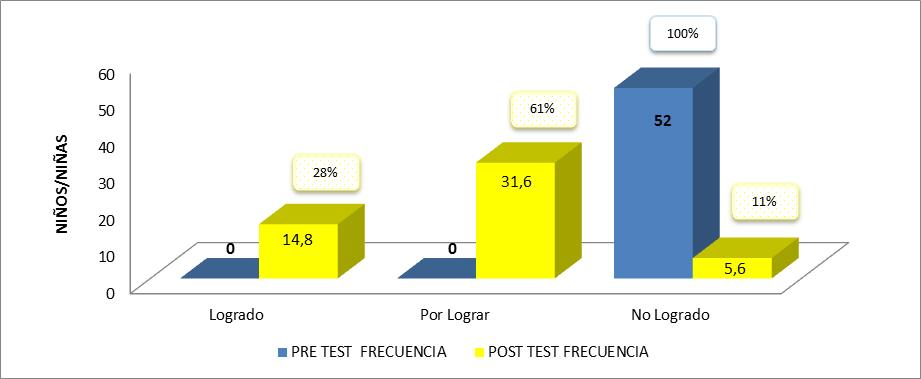 100%
60
61%
50
52
40
28%
31,6
11%
30
20
14,8
0
0
10
5,6
0
NIÑOS/NIÑAS
Logrado
Por Lograr
No Logrado
PRE TEST FRECUENCIA
POST TEST FRECUENCIA